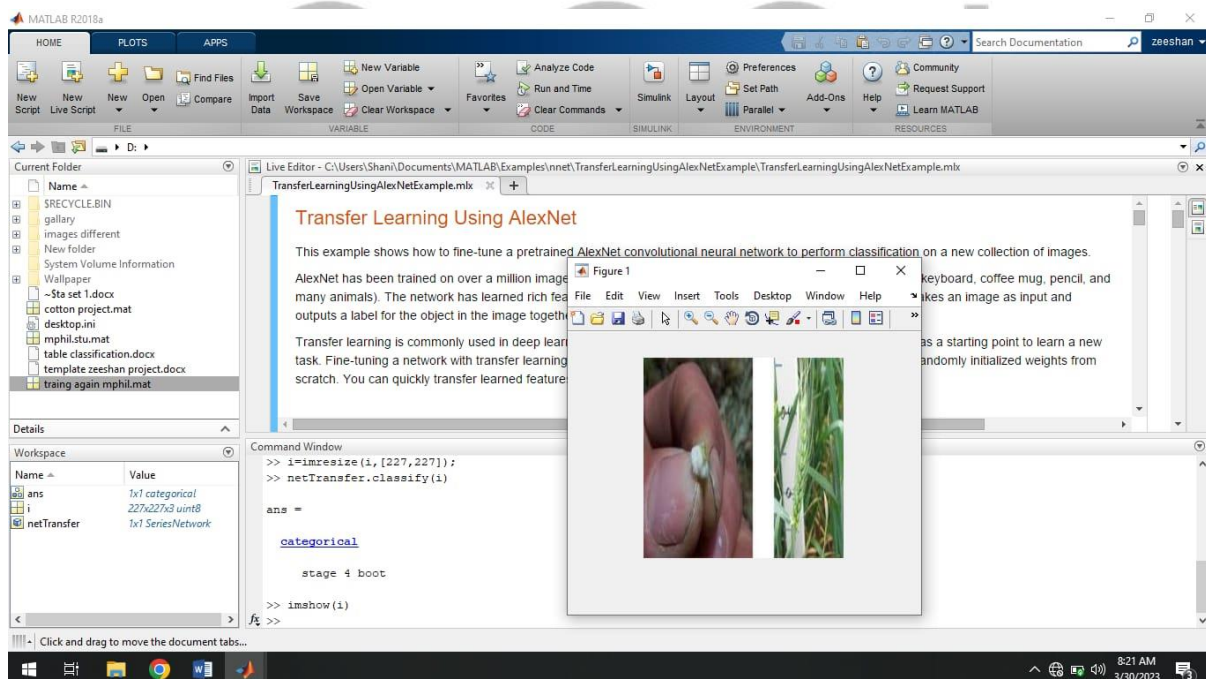 MATLAB R2018a
HOME PLOTS APPS
Search Documentation
zeeshan
New Script
New Live Script
New
Open
Find Files
Compare
FILE
Import Data
Save Workspace
New Variable
Open Variable
Clear Workspace
VARIABLE
Favorites
Analyze Code
Run and Time
Clear Commands
CODE
Simulink
SIMULINK
Layout
Preferences
Set Path
Parallel
Add-Ons
ENVIRONMENT
Help
Community
Request Support
Learn MATLAB
RESOURCES
D:
Current Folder
Name
$RECYCLE.BIN
gallary
images different
New folder
System Volume Information
Wallpaper
~$ta set 1.docx
cotton project.mat
desktop.ini
mphil.stu.mat
table classification.docx
template zeeshan project.docx
traing again mphil.mat
Details
Workspace
Name Value
ans 1x1 categorical
i 227x227x3 uint8
netTransfer 1x1 SeriesNetwork
Live Editor - C:\Users\Shani\Documents\MATLAB\Examples\nnet\TransferLearningUsingAlexNetExample\TransferLearningUsingAlexNetExample.mlx
TransferLearningUsingAlexNetExample.mlx
Transfer Learning Using AlexNet
This example shows how to fine-tune a pretrained AlexNet convolutional neural network to perform classification on a new collection of images.
AlexNet has been trained on over a million image keyboard, coffee mug, pencil, and
many animals). The network has learned rich fea akes an image as input and
outputs a label for the object in the image togeth
Transfer learning is commonly used in deep lear as a starting point to learn a new
task. Fine-tuning a network with transfer learning andomly initialized weights from
scratch. You can quickly transfer learned feature
Figure 1
File Edit View Insert Tools Desktop Window Help
Command Window
>> i=imresize(i,[227,227]);
>> netTransfer.classify(i)
ans =
categorical
stage 4 boot
>> imshow(i)
fx >>
Click and drag to move the document tabs...
8:21 AM
3/30/2023